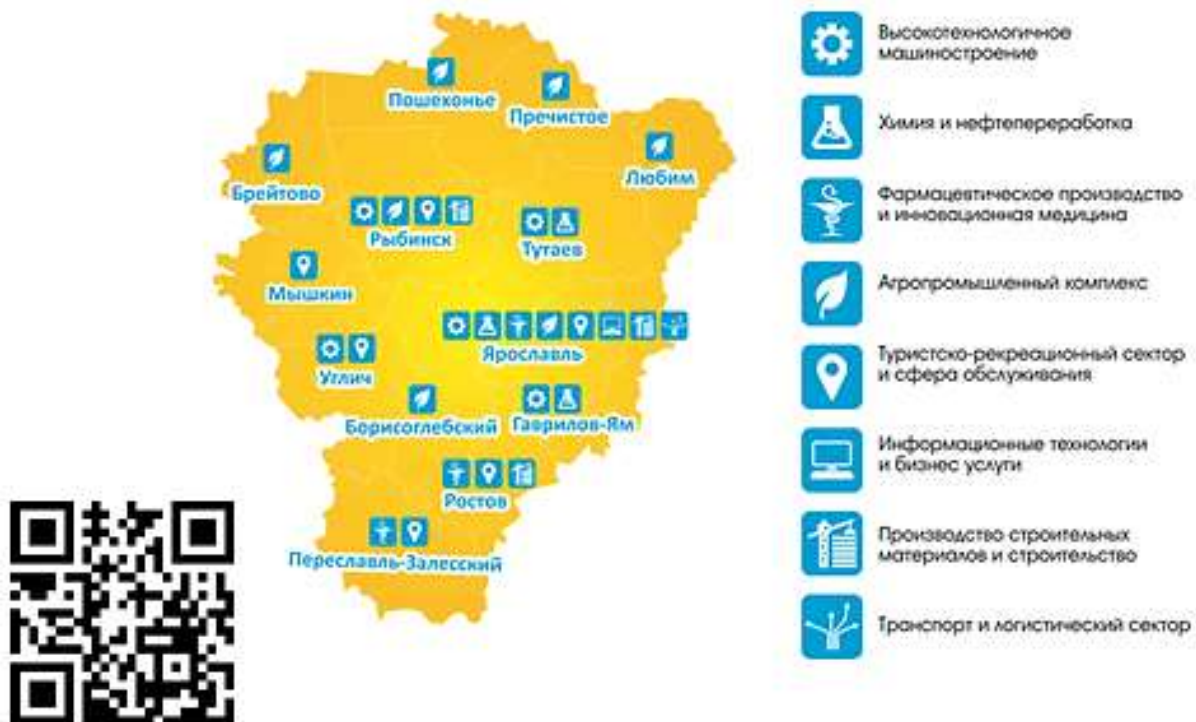 Пошехонье
Пречистое
Любим
Брейтово
Рыбинск
Тутаев
Мышкин
Ярославль
Углич
Борисоглебский
Гаврилов-Ям
Ростов
Переславль-Залесский
Высокотехнологичное
машиностроение
Химия и нефтепереработка
Фармацевтическое производство
и инновационная медицина
Агропромышленный комплекс
Туристско-рекреационный сектор
и сфера обслуживания
Информационные технологии
и бизнес услуги
Производство строительных
материалов и строительство
Транспорт и логистический сектор